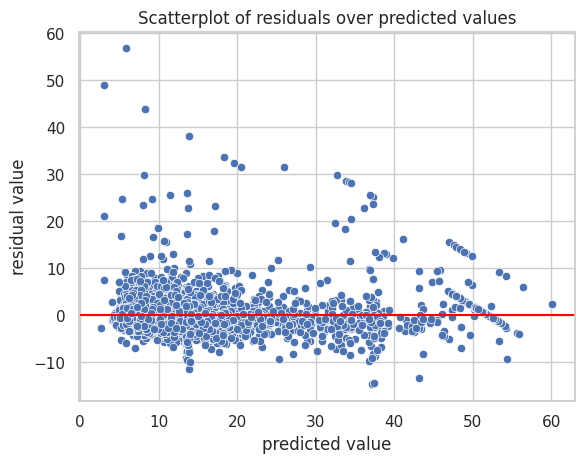 Scatterplot of residuals over predicted values
60
50
40
30
20
10
0
−10
residual value
0 10 20 30 40 50 60
predicted value